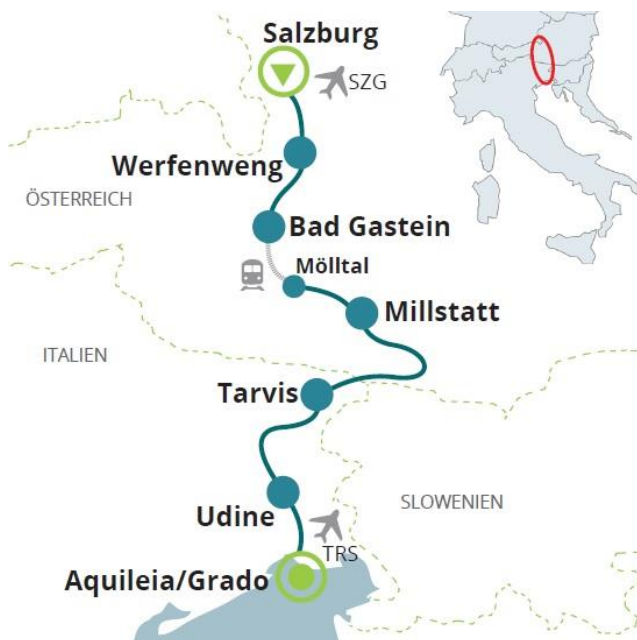 Salzburg
SZG
Werfenweng
ÖSTERREICH
Bad Gastein
Mölltal
Millstatt
ITALIEN
Tarvis
SLOWENIEN
Udine
TRS
Aquileia/Grado